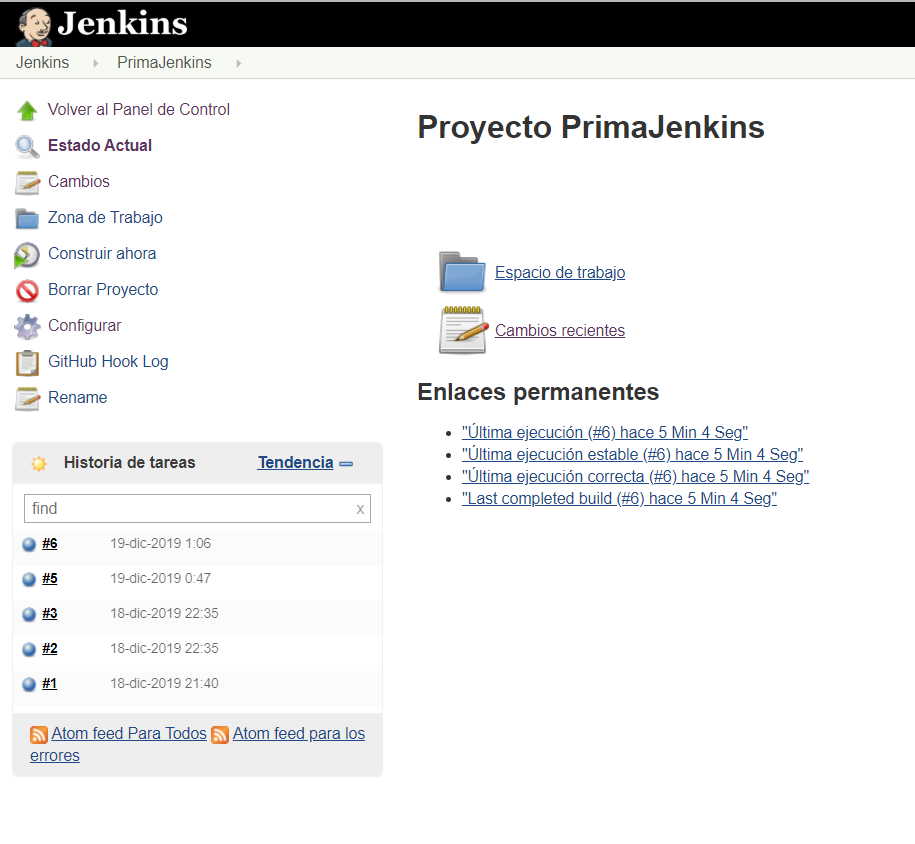 Jenkins
Jenkins
PrimaJenkins
Volver al Panel de Control
Estado Actual
Cambios
Zona de Trabajo
Construir ahora
Borrar Proyecto
Configurar
GitHub Hook Log
Rename
Historia de tareas
Tendencia
find
x
#6 19-dic-2019 1:06
#5 19-dic-2019 0:47
#3 18-dic-2019 22:35
#2 18-dic-2019 22:35
#1 18-dic-2019 21:40
Atom feed Para Todos Atom feed para los
errores
Proyecto PrimaJenkins
Espacio de trabajo
Cambios recientes
Enlaces permanentes
"Última ejecución (#6) hace 5 Min 4 Seg"
"Última ejecución estable (#6) hace 5 Min 4 Seg"
"Última ejecución correcta (#6) hace 5 Min 4 Seg"
"Last completed build (#6) hace 5 Min 4 Seg"